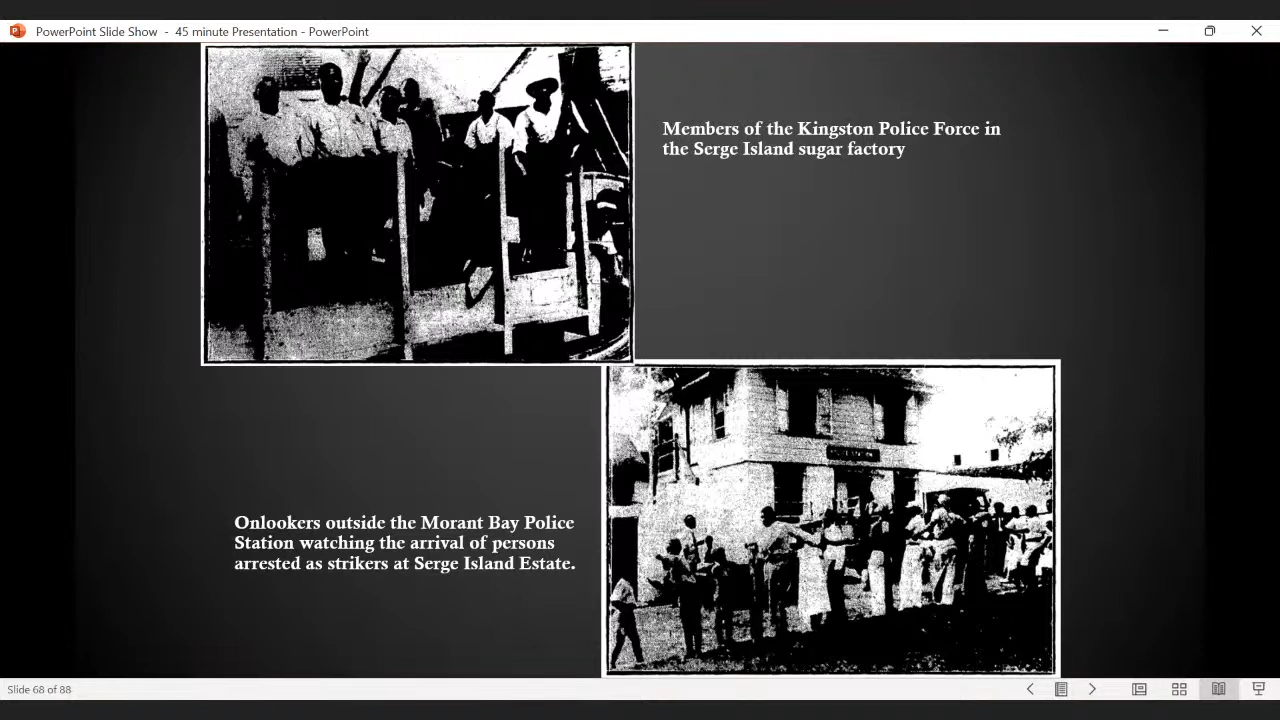 PowerPoint Slide Show - 45 minute Presentation - PowerPoint
Members of the Kingston Police Force in
the Serge Island sugar factory
Onlookers outside the Morant Bay Police
Station watching the arrival of persons
arrested as strikers at Serge Island Estate.
Slide 68 of 88